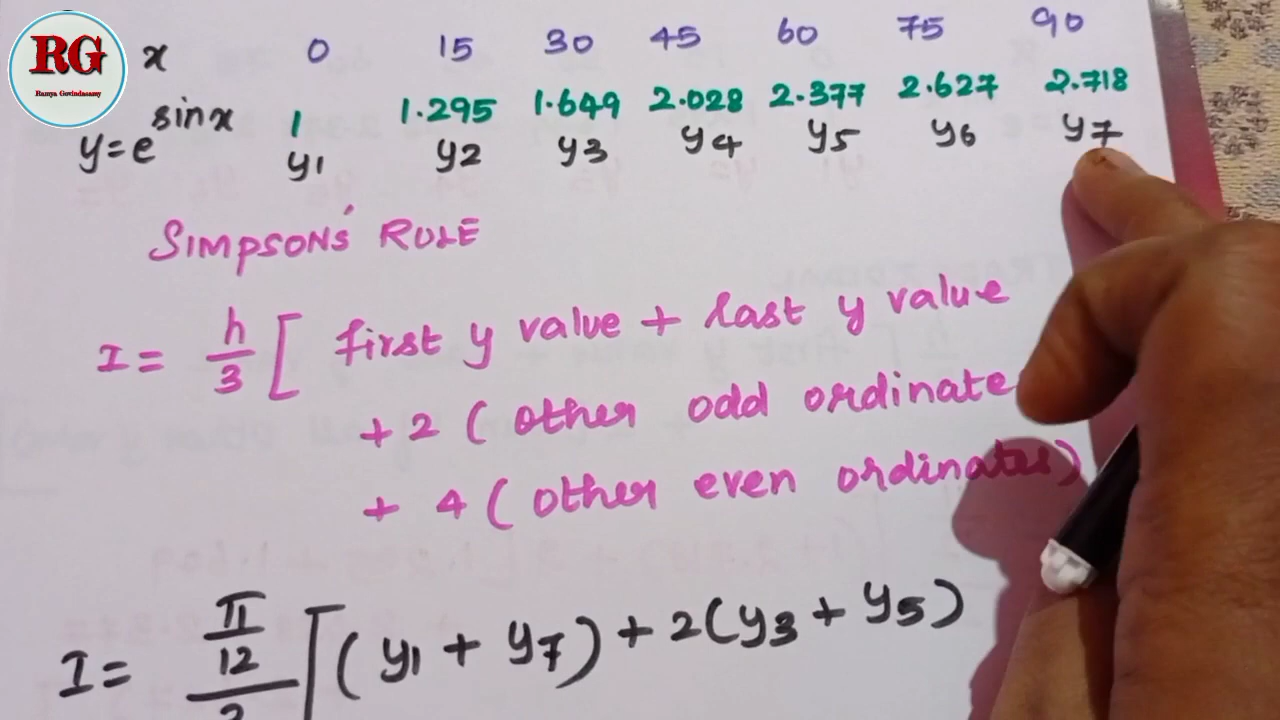 RG
Ramya Govindasamy
x 0 15 30 45 60 75 90
y=e^sinx 1 1.295 1.649 2.028 2.377 2.627 2.718
y1 y2 y3 y4 y5 y6 y7
SIMPSON'S RULE
I = h/3 [ first y value + last y value
+ 2 ( other odd ordinate
+ 4 ( other even ordinates)
I = π/12 / 3 [ (y1 + y7) + 2(y3 + y5)